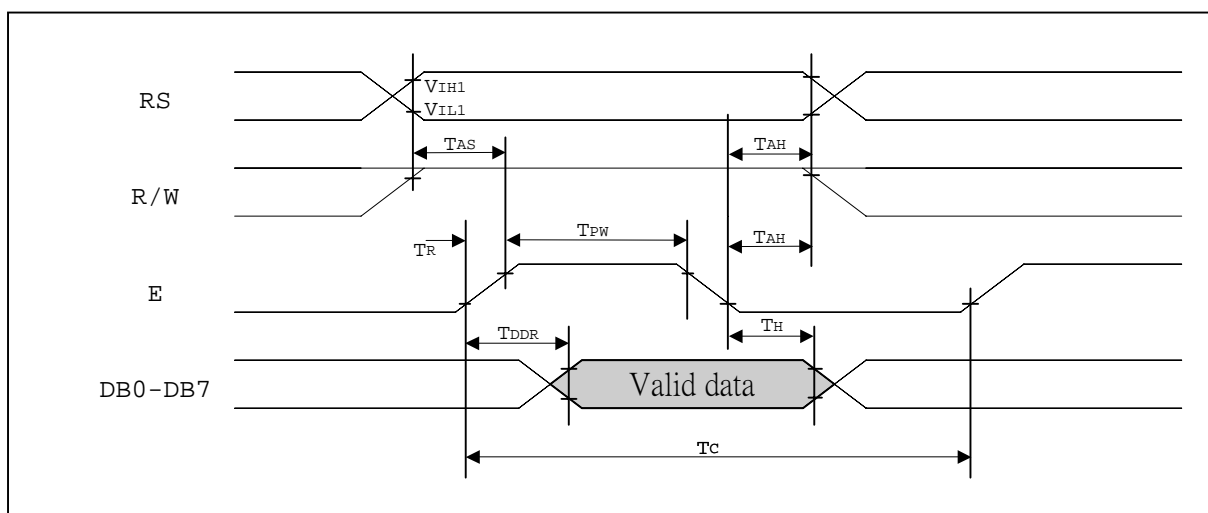 RS
VIH1
VIL1
TAS
TAH
R/W
TPW
TAH
TR
E
TDDR
TH
DB0-DB7
Valid data
TC